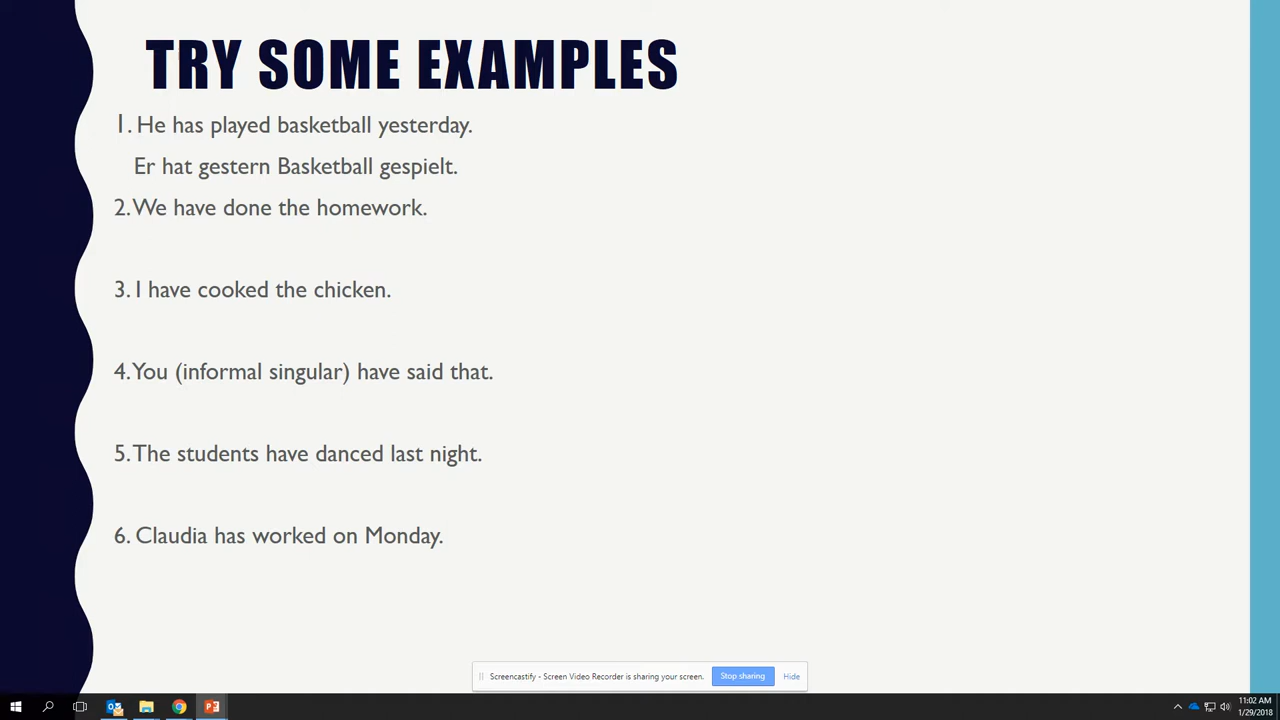 TRY SOME EXAMPLES
1. He has played basketball yesterday.
Er hat gestern Basketball gespielt.
2. We have done the homework.
3. I have cooked the chicken.
4. You (informal singular) have said that.
5. The students have danced last night.
6. Claudia has worked on Monday.
Screencastify - Screen Video Recorder is sharing your screen. Stop sharing Hide
11:02 AM
1/29/2018